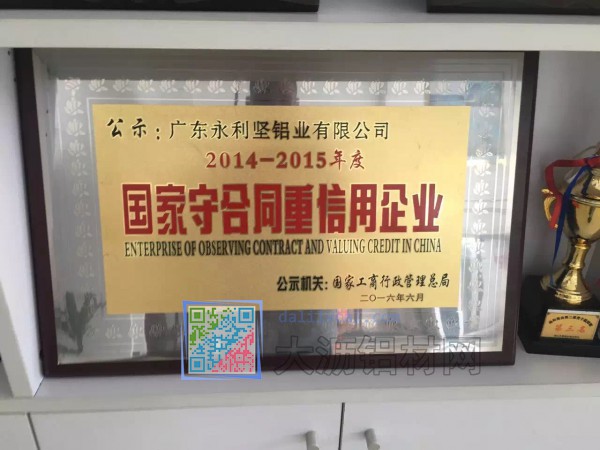 公示：广东永利坚铝业有限公司
2014-2015年度
国家守合同重信用企业
ENTERPRISE OF OBSERVING CONTRACT AND VALUING CREDIT IN CHINA
公示机关：国家工商行政管理总局
二〇一六年六月
大沥铝材网